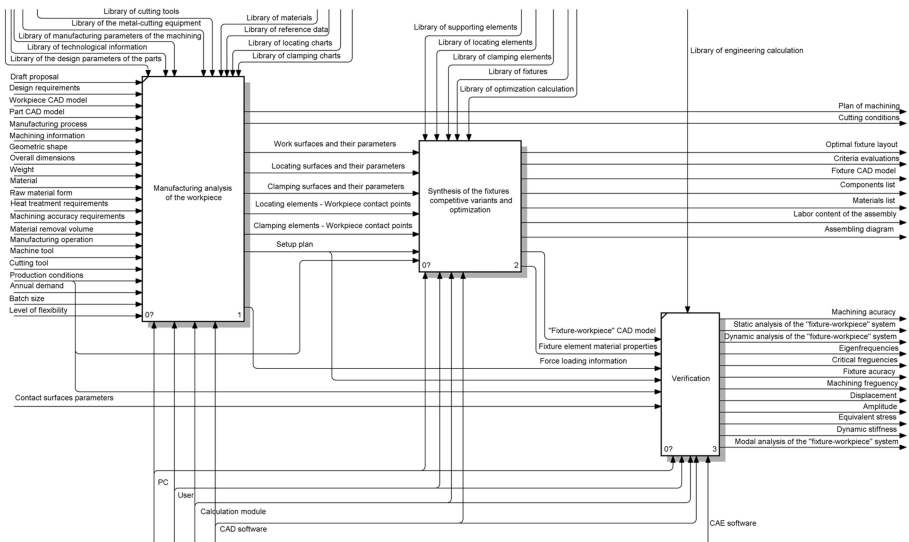 Library of cutting tools
Library of the metal-cutting equipment
Library of manufacturing parameters of the machining
Library of technological information
Library of the design parameters of the parts
Library of materials
Library of reference data
Library of locating charts
Library of clamping charts
Library of supporting elements
Library of locating elements
Library of clamping elements
Library of fixtures
Library of optimization calculation
Library of engineering calculation
Draft proposal
Design requirements
Workpiece CAD model
Part CAD model
Manufacturing process
Machining information
Geometric shape
Overall dimensions
Weight
Material
Raw material form
Heat treatment requirements
Machining accuracy requirements
Material removal volume
Manufacturing operation
Machine tool
Cutting tool
Production conditions
Annual demand
Batch size
Level of flexibility
Contact surfaces parameters
Manufacturing analysis
of the workpiece
0?
1
Work surfaces and their parameters
Locating surfaces and their parameters
Clamping surfaces and their parameters
Locating elements - Workpiece contact points
Clamping elements - Workpiece contact points
Setup plan
Synthesis of the fixtures
competitive variants and
optimization
0?
2
Plan of machining
Cutting conditions
Optimal fixture layout
Criteria evaluations
Fixture CAD model
Components list
Materials list
Labor content of the assembly
Assembling diagram
"Fixture-workpiece" CAD model
Fixture element material properties
Force loading information
Verification
0?
3
Machining acuracy
Static analysis of the "fixture-workpiece" system
Dynamic analysis of the "fixture-workpiece" system
Eigenfrequencies
Critical freguencies
Fixture acuracy
Machining freguency
Displacement
Amplitude
Equivalent stress
Dynamic stiffness
Modal analysis of the "fixture-workpiece" system
PC
User
Calculation module
CAD software
CAE software